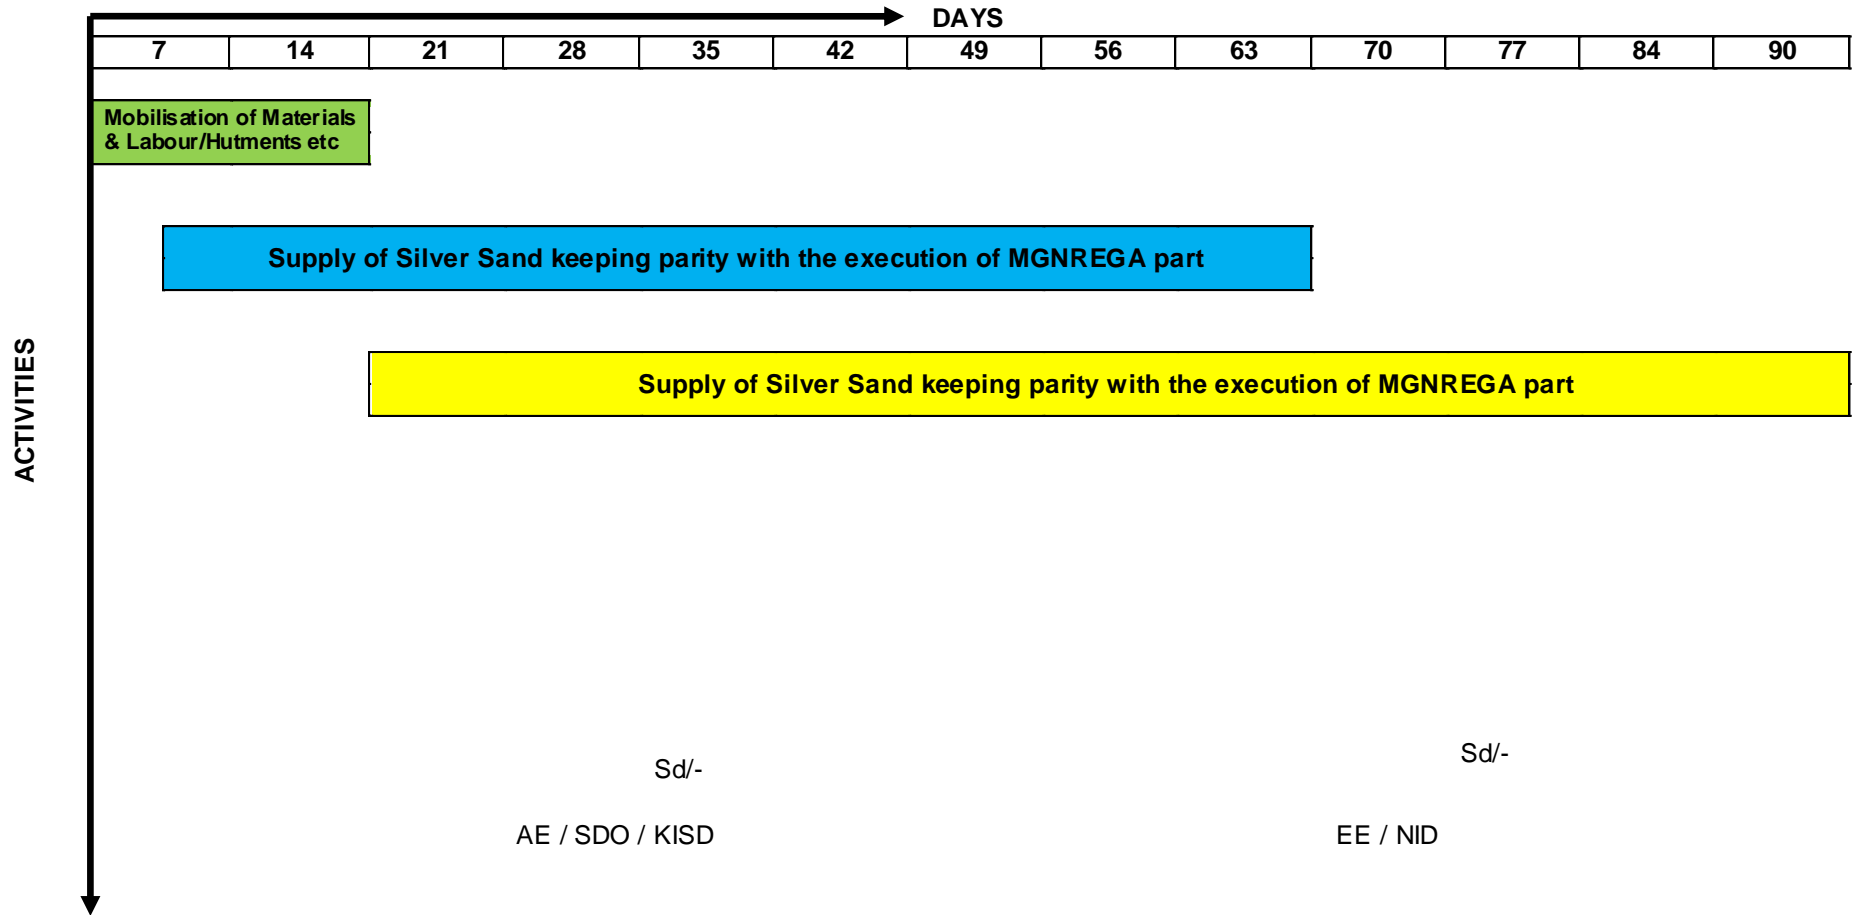 DAYS
7 14 21 28 35 42 49 56 63 70 77 84 90
Mobilisation of Materials
& Labour/Hutments etc
Supply of Silver Sand keeping parity with the execution of MGNREGA part
Supply of Silver Sand keeping parity with the execution of MGNREGA part
ACTIVITIES
Sd/-
Sd/-
AE / SDO / KISD
EE / NID